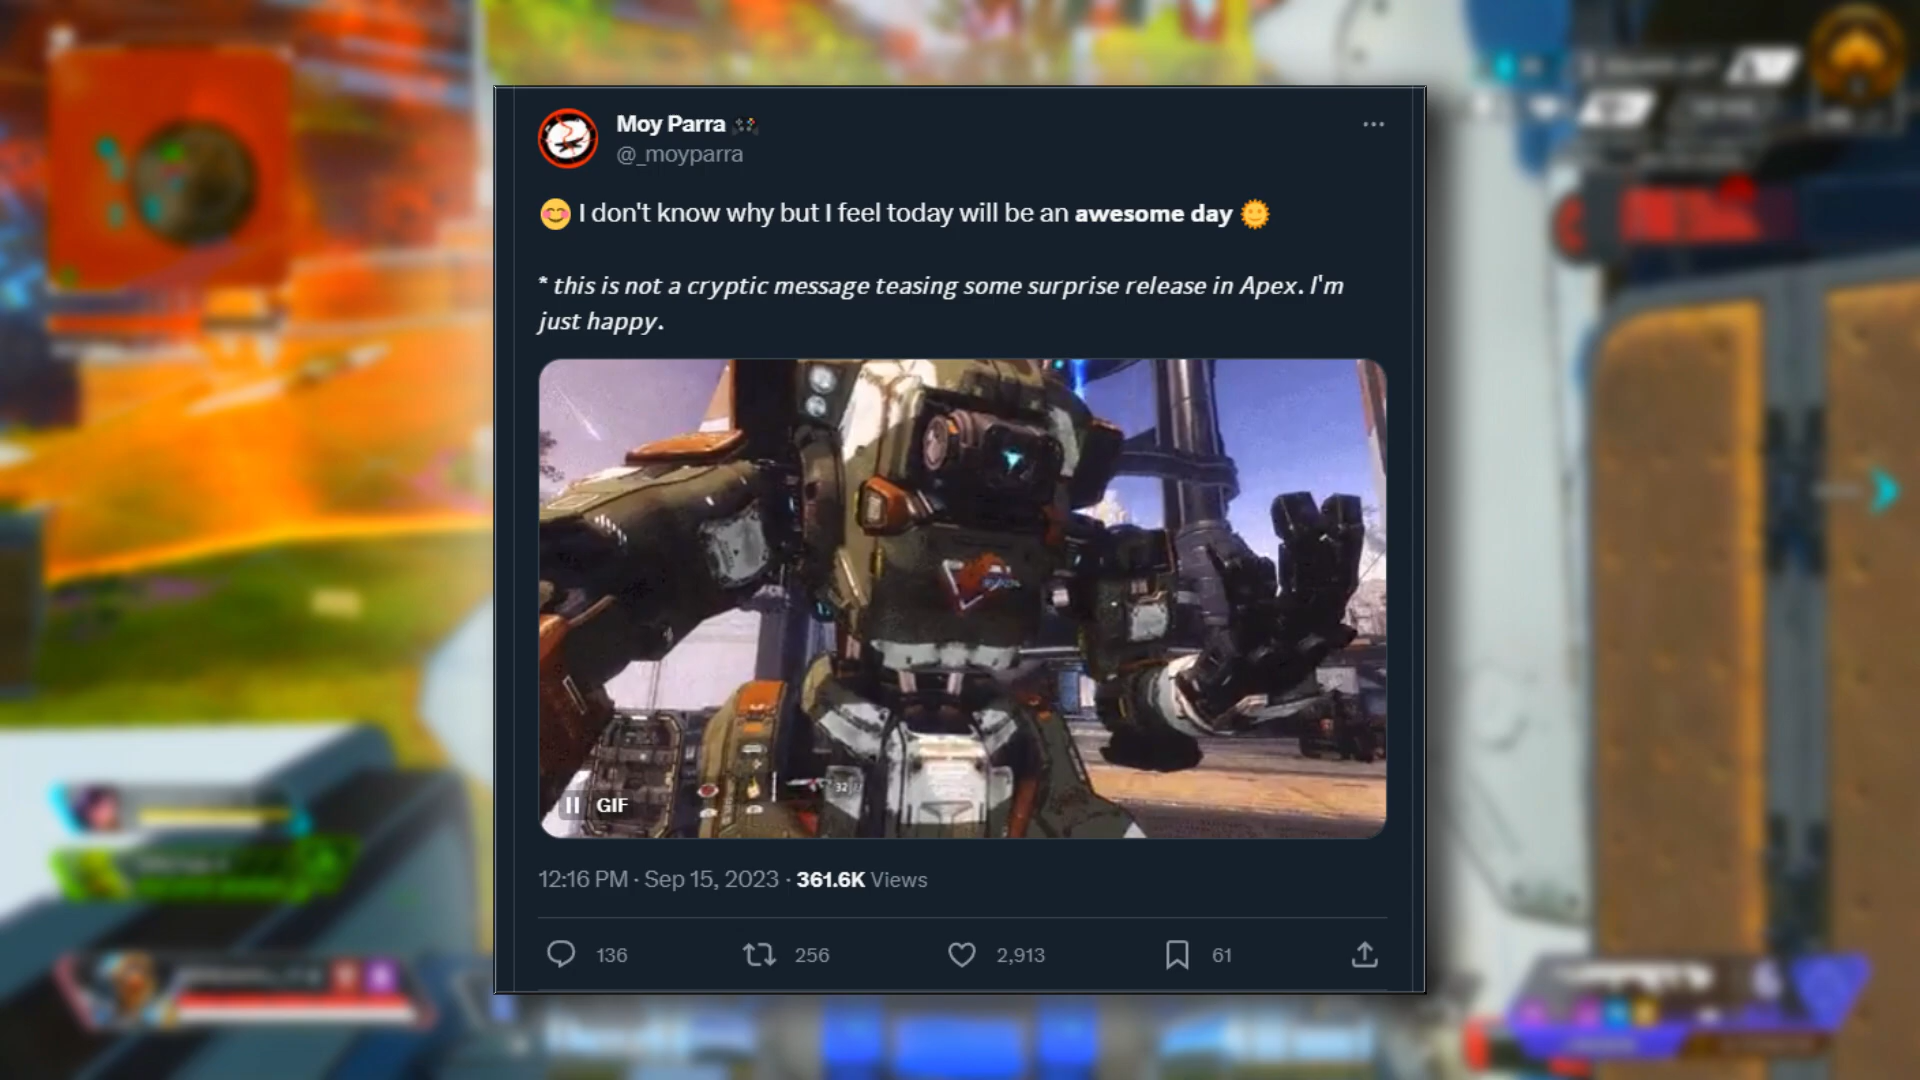 Moy Parra 🎮
@_moyparra
😊 I don't know why but I feel today will be an awesome day 🌞
* this is not a cryptic message teasing some surprise release in Apex. I'm
just happy.
32
GIF
12:16 PM · Sep 15, 2023 · 361.6K Views
136 256 2,913 61